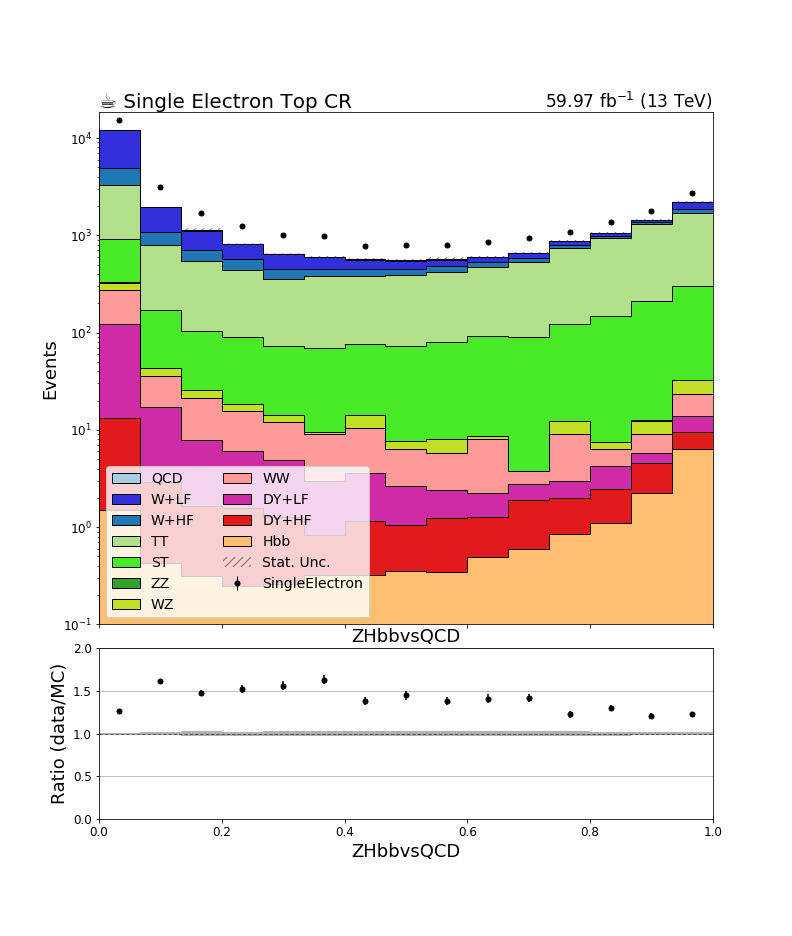 ☕ Single Electron Top CR 59.97 fb⁻¹ (13 TeV)
10⁴
10³
10²
10¹
10⁰
10⁻¹
Events
QCD WW
W+LF DY+LF
W+HF DY+HF
TT Hbb
ST Stat. Unc.
ZZ SingleElectron
WZ
ZHbbvsQCD
2.0
1.5
1.0
0.5
0.0
Ratio (data/MC)
0.0 0.2 0.4 0.6 0.8 1.0
ZHbbvsQCD